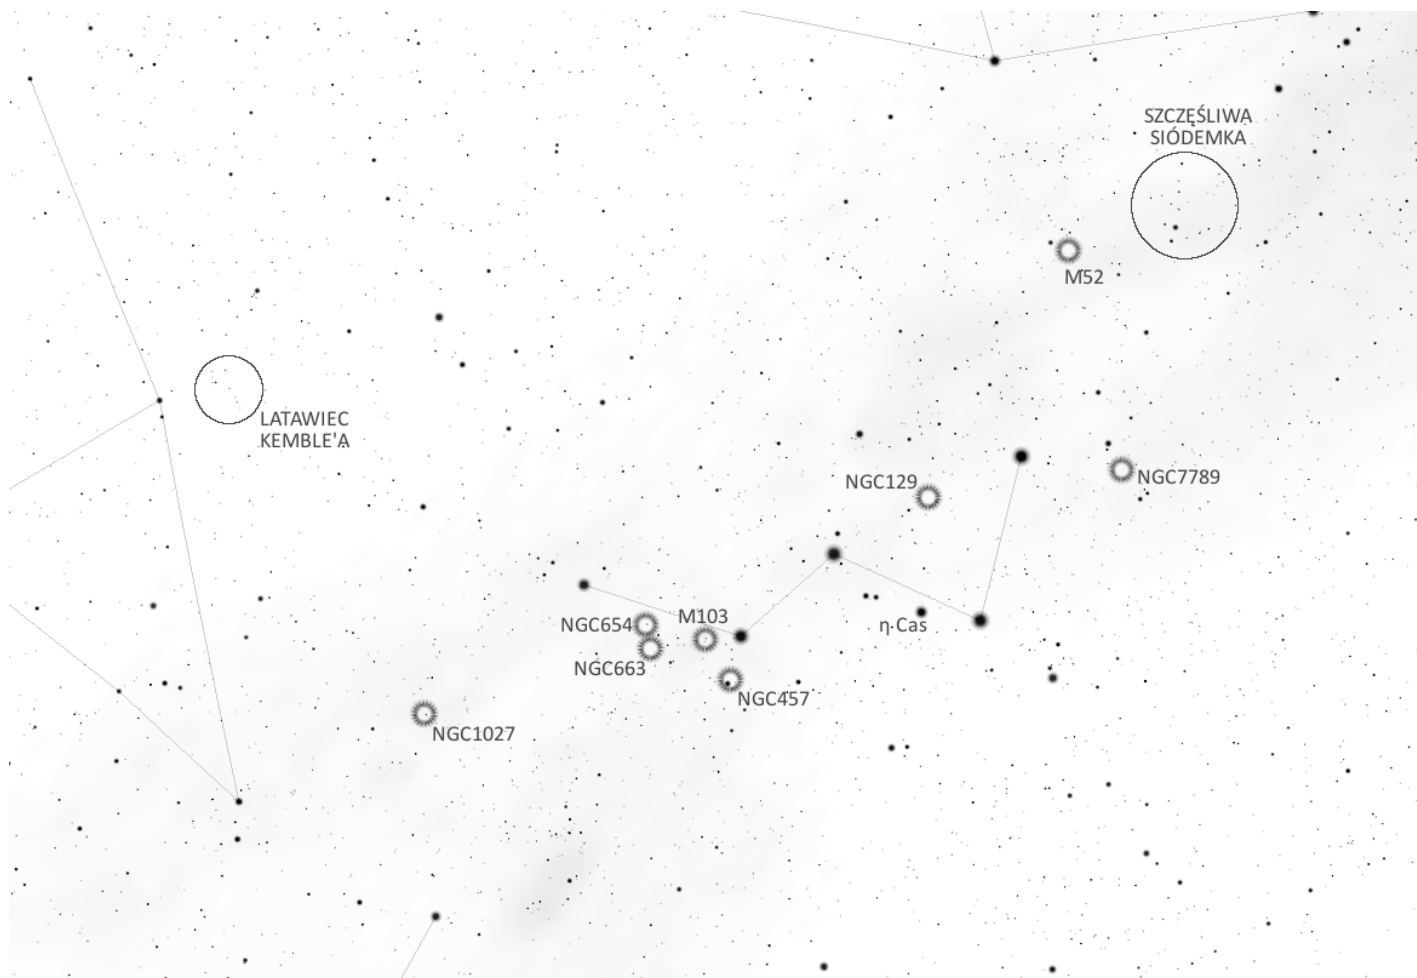 SZCZĘŚLIWA
SIÓDEMKA
M52
LATAWIEC
KEMBLE'A
NGC129
NGC7789
NGC654
M103
η Cas
NGC663
NGC457
NGC1027